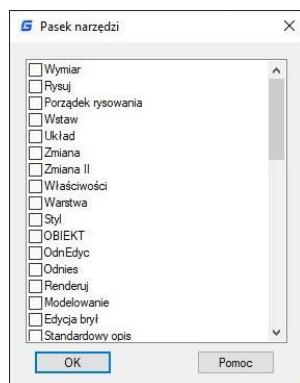 Pasek narzędzi
Wymiar
Rysuj
Porządek rysowania
Wstaw
Układ
Zmiana
Zmiana II
Właściwości
Warstwa
Styl
OBIEKT
OdnEdyc
Odnies
Renderuj
Modelowanie
Edycja brył
Standardowy opis
OK
Pomoc